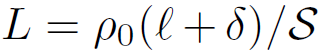 L = ρ₀(ℓ + δ)/𝒮